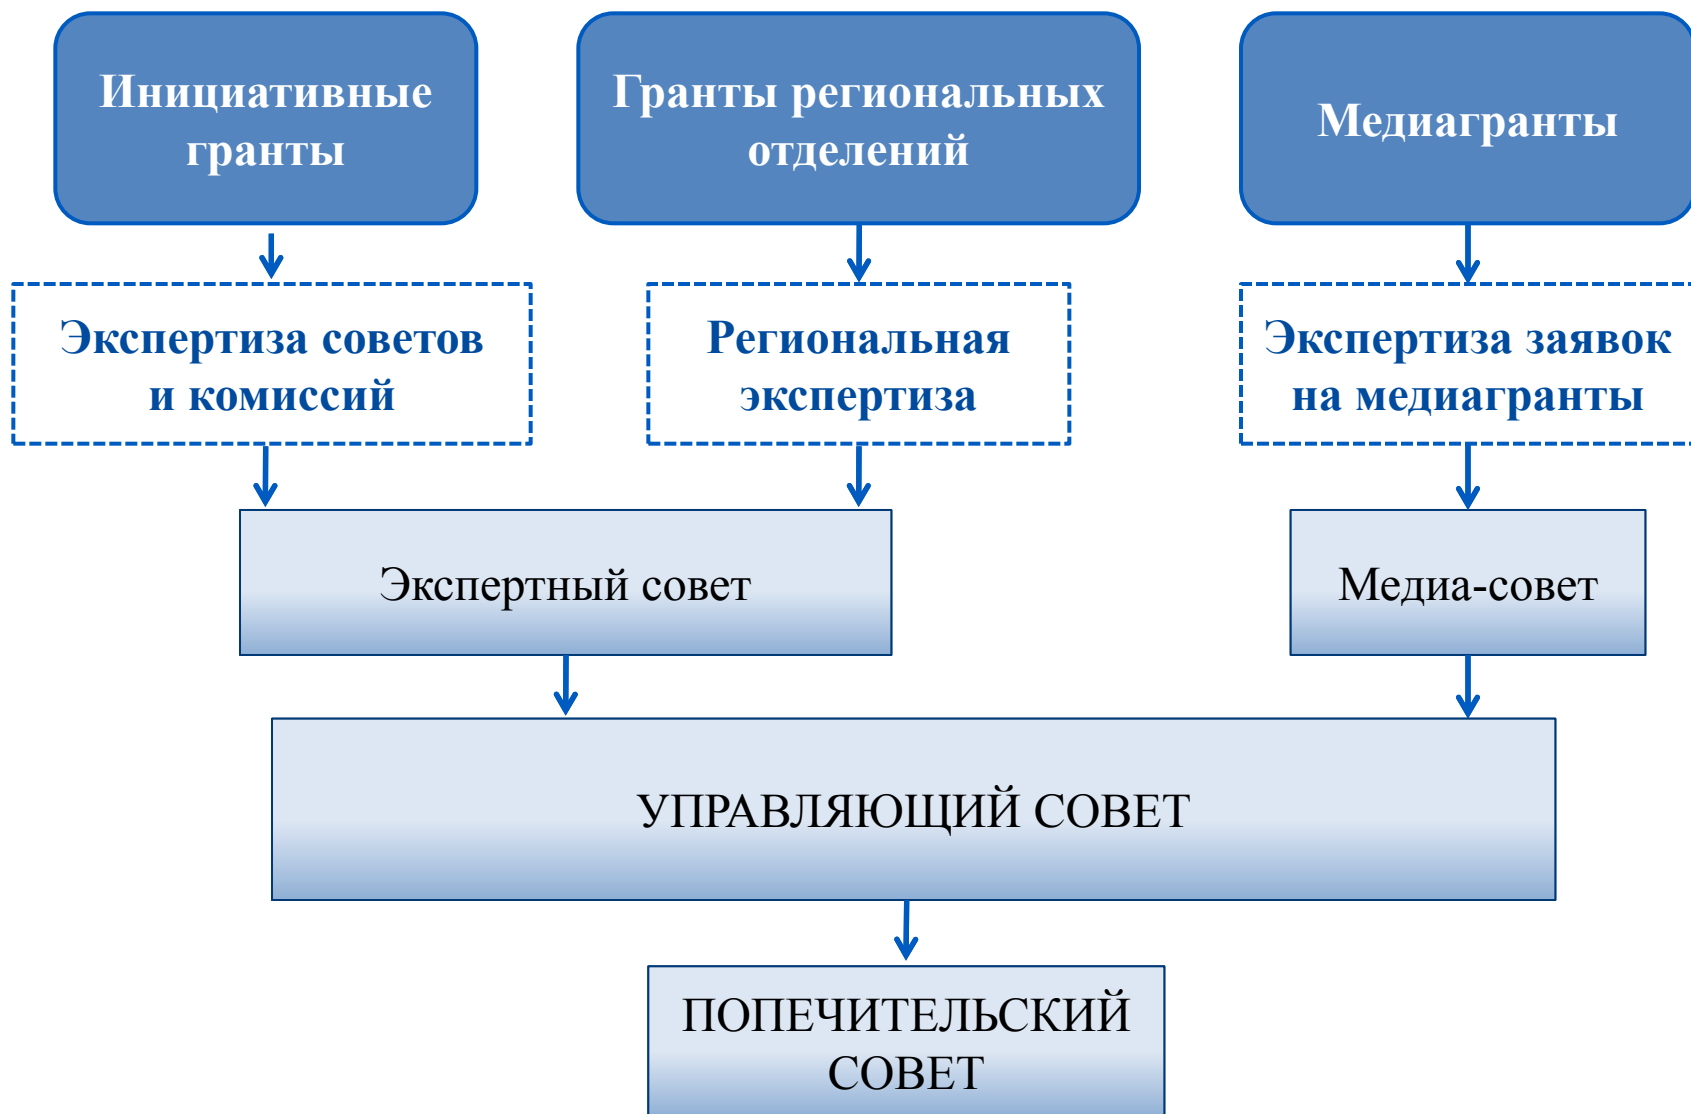 Инициативные
гранты
Гранты региональных
отделений
Медиагранты
Экспертиза советов
и комиссий
Региональная
экспертиза
Экспертиза заявок
на медиагранты
Экспертный совет
Медиа-совет
УПРАВЛЯЮЩИЙ СОВЕТ
ПОПЕЧИТЕЛЬСКИЙ
СОВЕТ